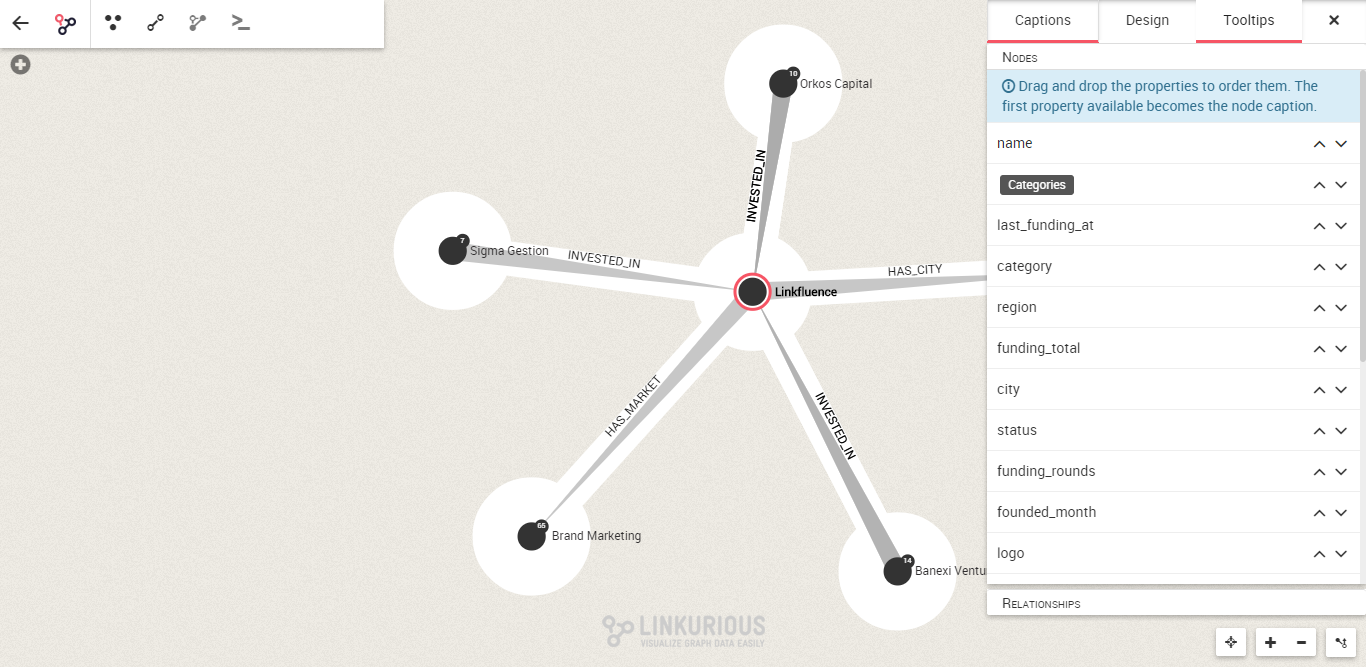 Captions
Design
Tooltips
Nodes
Drag and drop the properties to order them. The
first property available becomes the node caption.
name
Categories
last_funding_at
category
region
funding_total
city
status
funding_rounds
founded_month
logo
Relationships
10
Orkos Capital
INVESTED_IN
7
Sigma Gestion
INVESTED_IN
HAS_CITY
Linkfluence
HAS_MARKET
INVESTED_IN
65
Brand Marketing
14
Banexi Ventu
LINKURIOUS
VISUALIZE GRAPH DATA EASILY